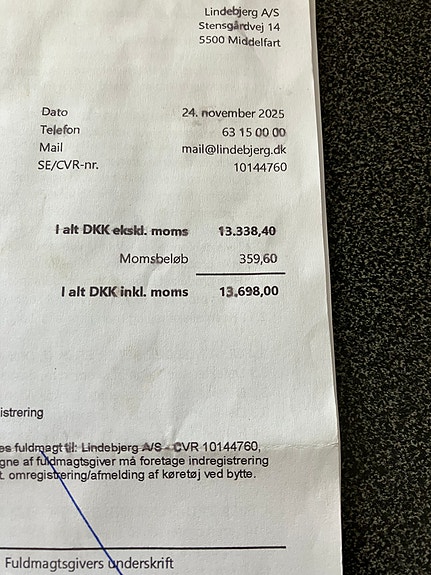 Lindebjerg A/S
Stensgårdvej 14
5500 Middelfart
Dato 24. november 2025
Telefon 63 15 00 00
Mail mail@lindebjerg.dk
SE/CVR-nr. 10144760
I alt DKK ekskl. moms 13.338,40
Momsbeløb 359,60
I alt DKK inkl. moms 13.698,00
istrering
es fuldmagt til: Lindebjerg A/S - CVR 10144760,
gne af fuldmagtsgiver må foretage indregistrering
t. omregistrering/afmelding af køretøj ved bytte.
Fuldmagtsgivers underskrift